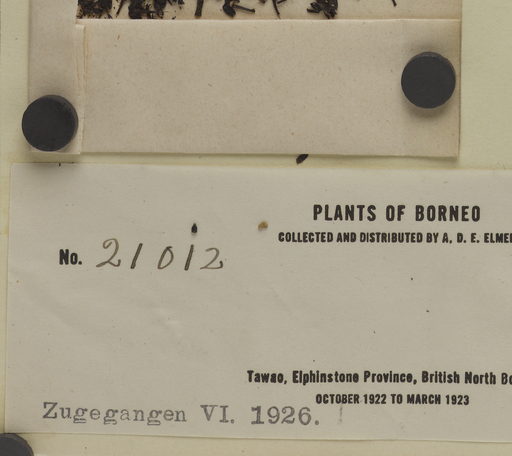 PLANTS OF BORNEO
COLLECTED AND DISTRIBUTED BY A. D. E. ELMER
No. 21012
Tawao, Elphinstone Province, British North
OCTOBER 1922 TO MARCH 1923
Zugegangen VI. 1926.